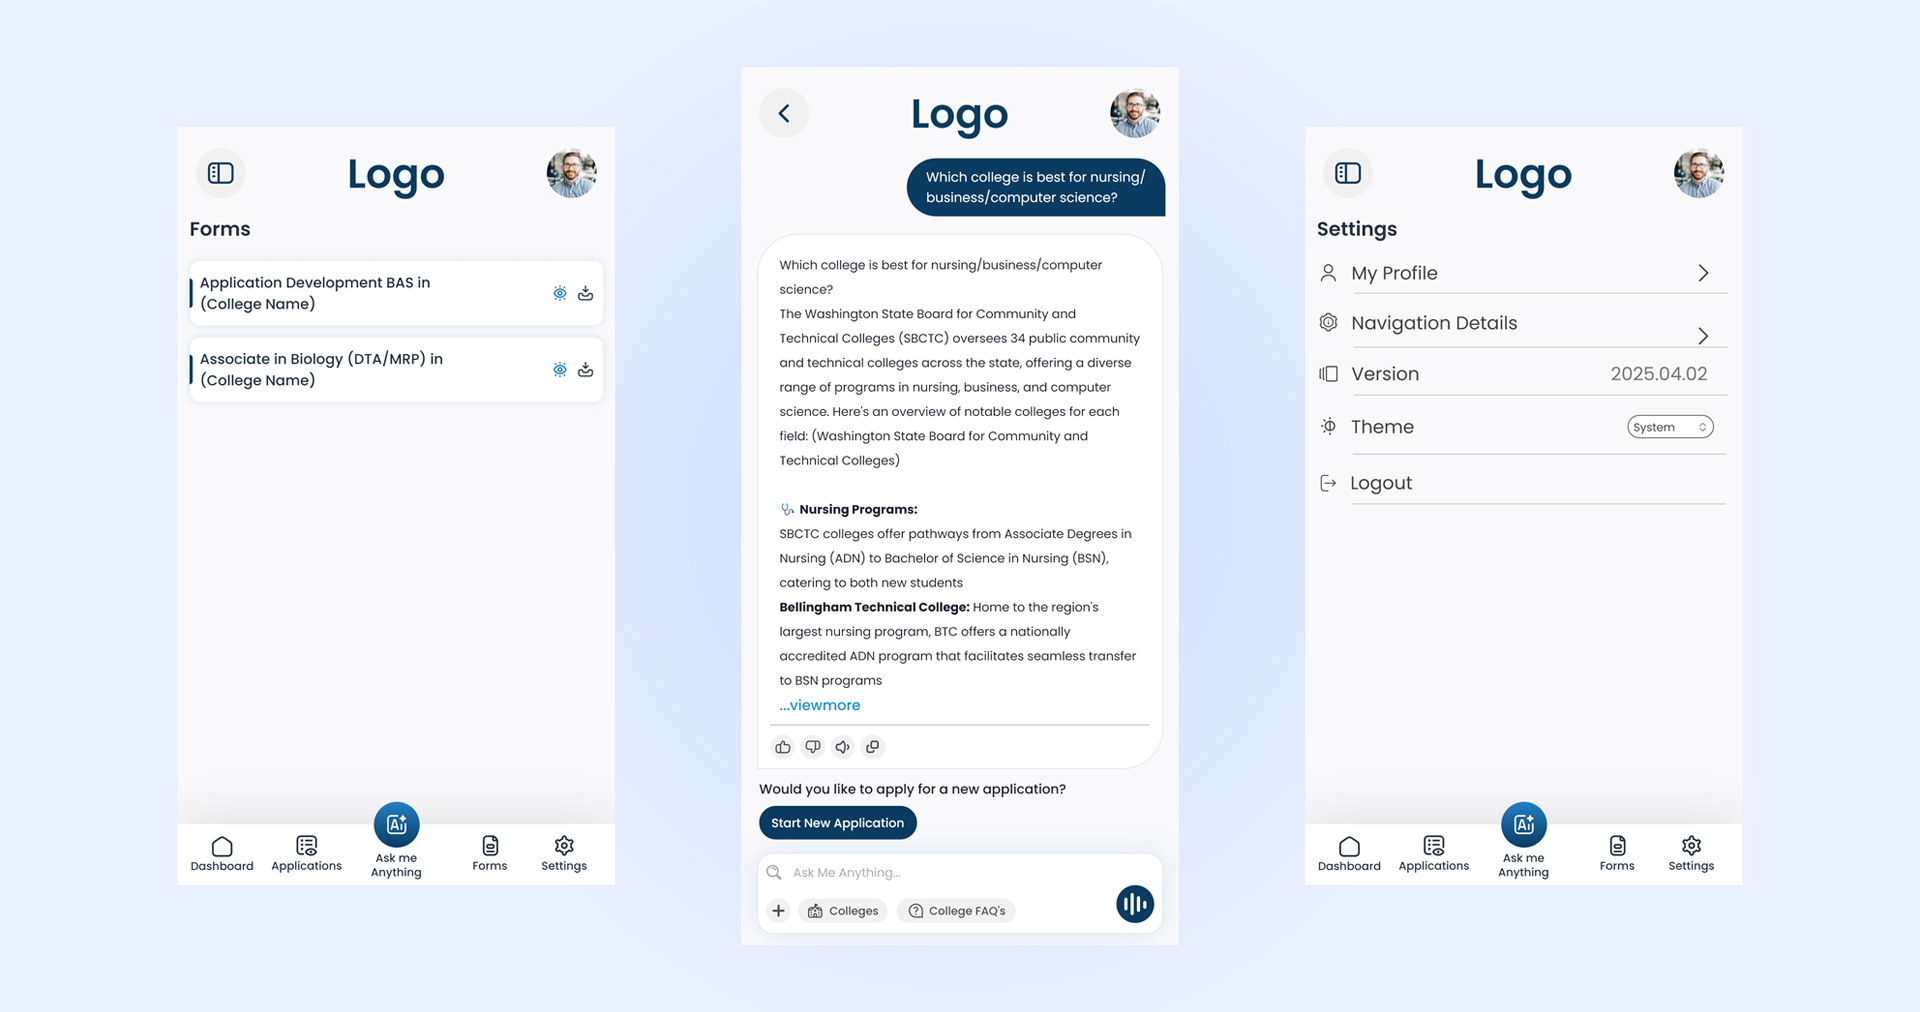 Logo
Forms
Application Development BAS in
(College Name)
Associate in Biology (DTA/MRP) in
(College Name)
Dashboard
Applications
Ai
Ask me
Anything
Forms
Settings
Logo
Which college is best for nursing/
business/computer science?
Which college is best for nursing/business/computer
science?
The Washington State Board for Community and
Technical Colleges (SBCTC) oversees 34 public community
and technical colleges across the state, offering a diverse
range of programs in nursing, business, and computer
science. Here's an overview of notable colleges for each
field: (Washington State Board for Community and
Technical Colleges)
Nursing Programs:
SBCTC colleges offer pathways from Associate Degrees in
Nursing (ADN) to Bachelor of Science in Nursing (BSN),
catering to both new students
Bellingham Technical College: Home to the region's
largest nursing program, BTC offers a nationally
accredited ADN program that facilitates seamless transfer
to BSN programs
...viewmore
Would you like to apply for a new application?
Start New Application
Ask Me Anything...
Colleges
College FAQ's
Logo
Settings
My Profile
Navigation Details
Version 2025.04.02
Theme System
Logout
Dashboard
Applications
Ai
Ask me
Anything
Forms
Settings